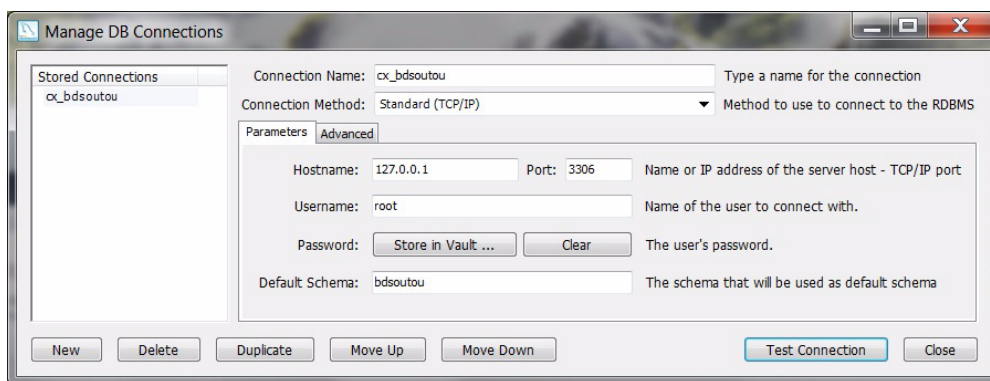 Manage DB Connections
Stored Connections
cx_bdsoutou
Connection Name: cx_bdsoutou Type a name for the connection
Connection Method: Standard (TCP/IP) Method to use to connect to the RDBMS
Parameters Advanced
Hostname: 127.0.0.1 Port: 3306 Name or IP address of the server host - TCP/IP port
Username: root Name of the user to connect with.
Password: Store in Vault ... Clear The user's password.
Default Schema: bdsoutou The schema that will be used as default schema
New Delete Duplicate Move Up Move Down Test Connection Close